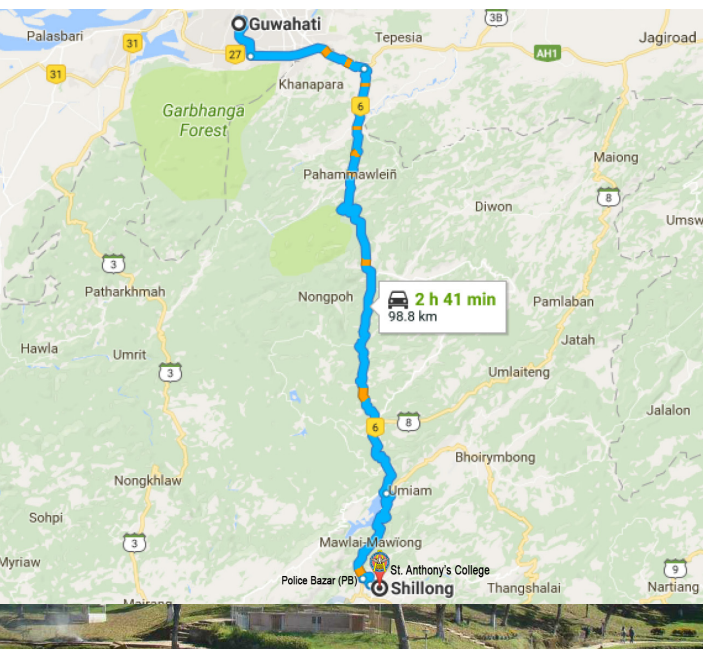 Guwahati
3B
Palasbari
Tepesia
Jagiroad
31
27
AH1
31
Khanapara
Garbhanga
Forest
6
Maiong
Pahammawleiñ
8
Diwon
Umsw
3
Patharkhmah
Nongpoh
2 h 41 min
98.8 km
Pamlaban
Hawla
Umrit
Jatah
3
Umlaiteng
Jalalon
6
8
Bhoirymbong
Nongkhlaw
Umiam
Sohpi
3
Mawlai-Mawiong
Myriaw
St. Anthony's College
9
Police Bazar (PB)
Shillong
Thangshalai
Nartiang
Mairang